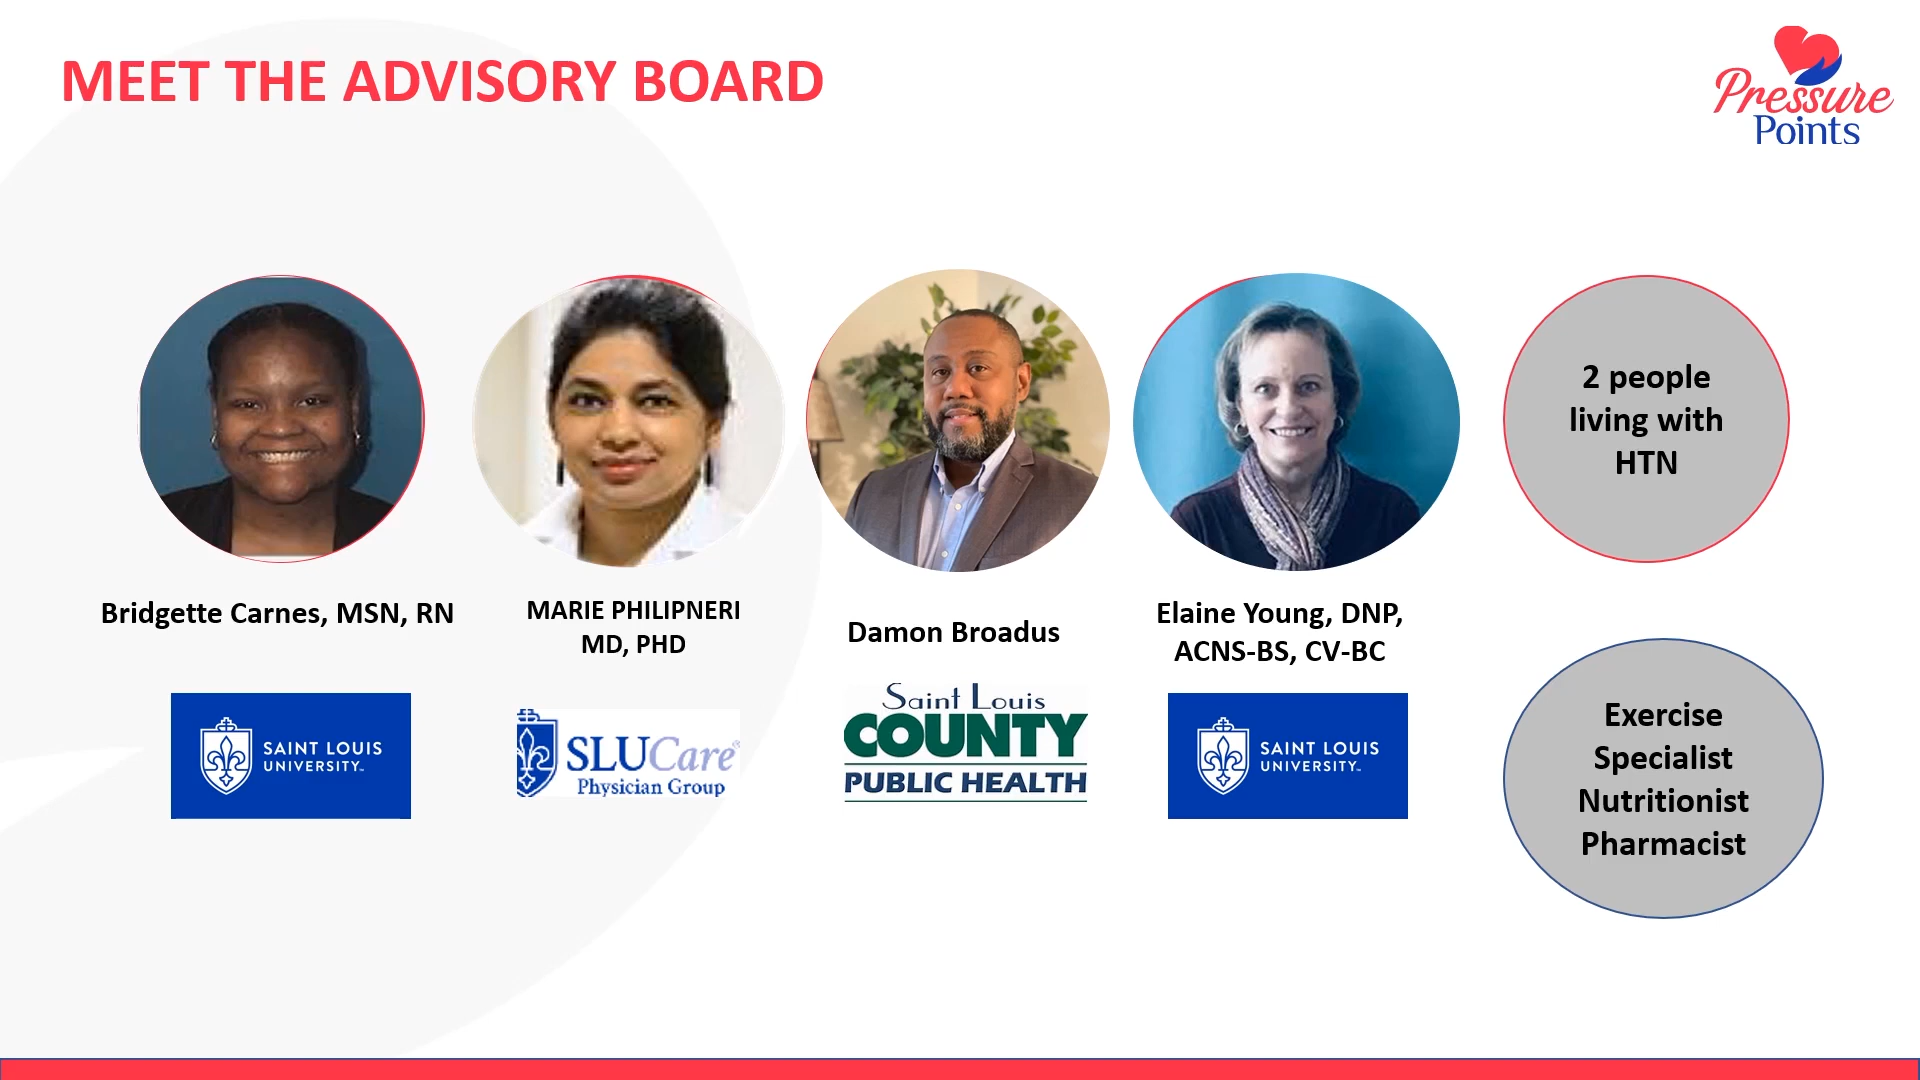 MEET THE ADVISORY BOARD
Pressure
Points
2 people
living with
HTN
Bridgette Carnes, MSN, RN
MARIE PHILIPNERI
MD, PHD
Damon Broadus
Elaine Young, DNP,
ACNS-BS, CV-BC
SAINT LOUIS
UNIVERSITY™
SLUCare®
Physician Group
Saint Louis
COUNTY
PUBLIC HEALTH
SAINT LOUIS
UNIVERSITY™
Exercise
Specialist
Nutritionist
Pharmacist